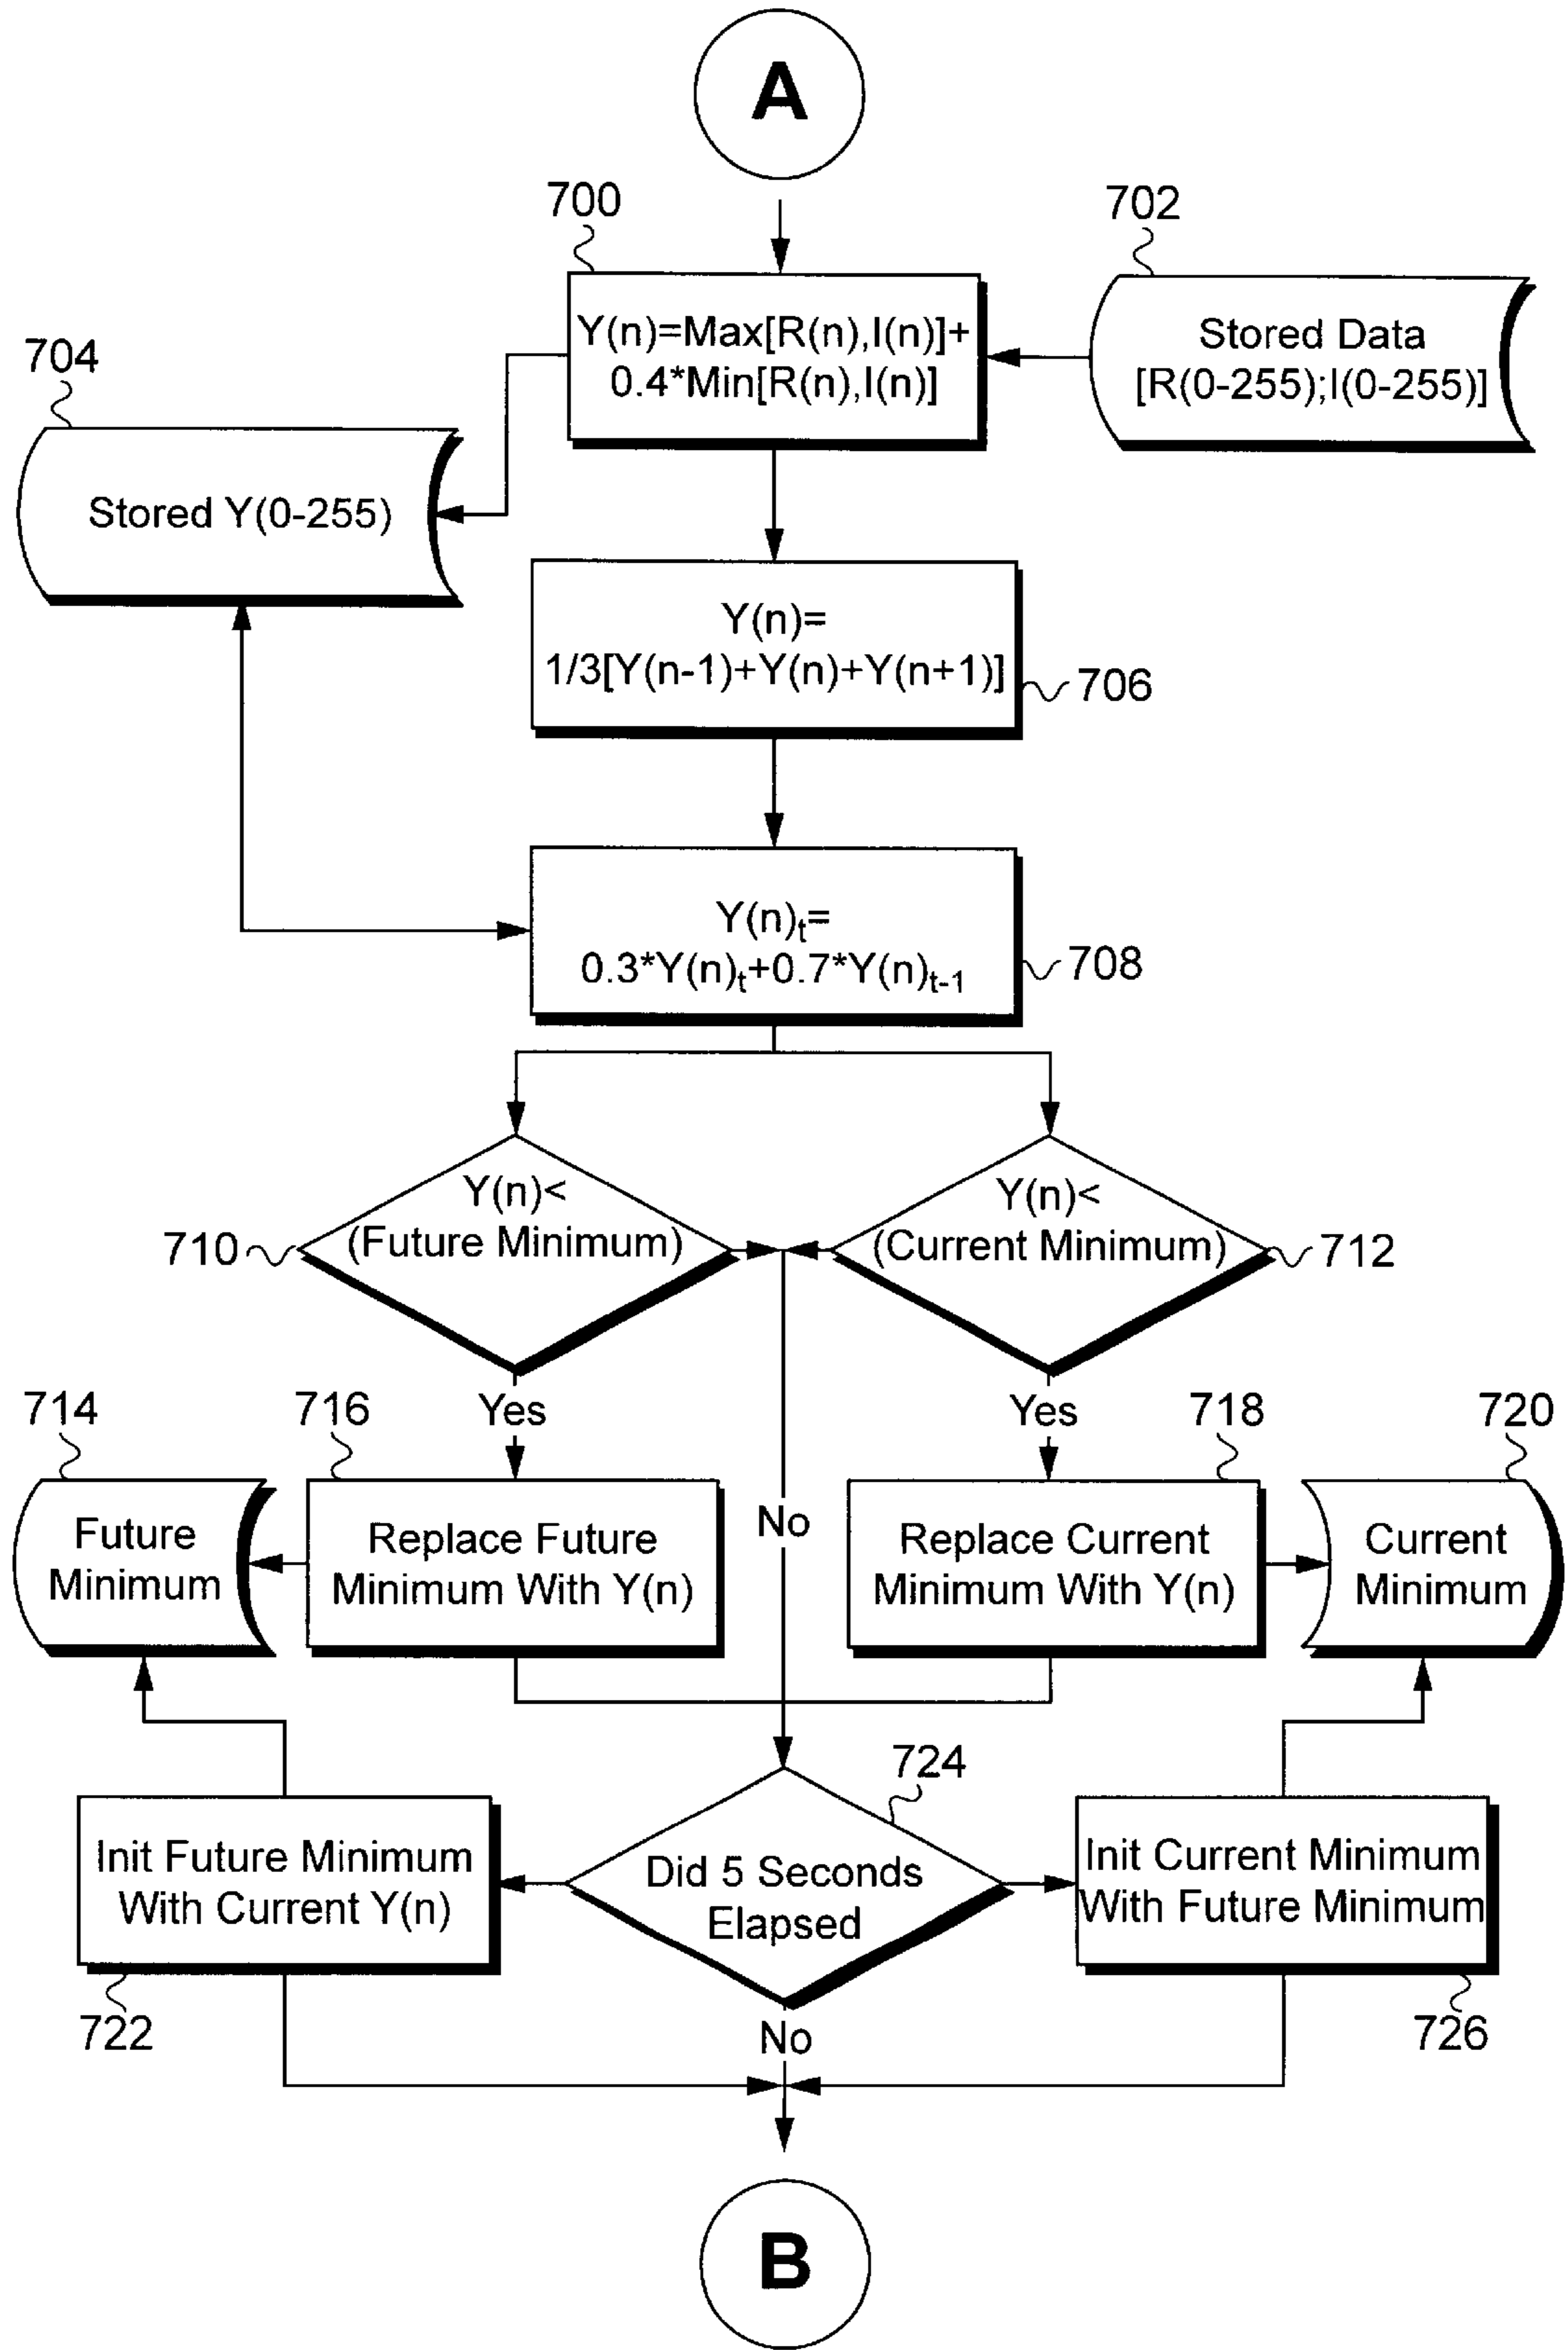 A
700
702
Y(n)=Max[R(n),I(n)]+
0.4*Min[R(n),I(n)]
Stored Data
[R(0-255);I(0-255)]
704
Stored Y(0-255)
Y(n)=
1/3[Y(n-1)+Y(n)+Y(n+1)]
706
Y(n)t=
0.3*Y(n)t+0.7*Y(n)t-1
708
Y(n)<
(Future Minimum)
710
Y(n)<
(Current Minimum)
712
Yes
Yes
714
716
718
720
Future
Minimum
Replace Future
Minimum With Y(n)
No
Replace Current
Minimum With Y(n)
Current
Minimum
724
Init Future Minimum
With Current Y(n)
Did 5 Seconds
Elapsed
Init Current Minimum
With Future Minimum
722
No
726
B